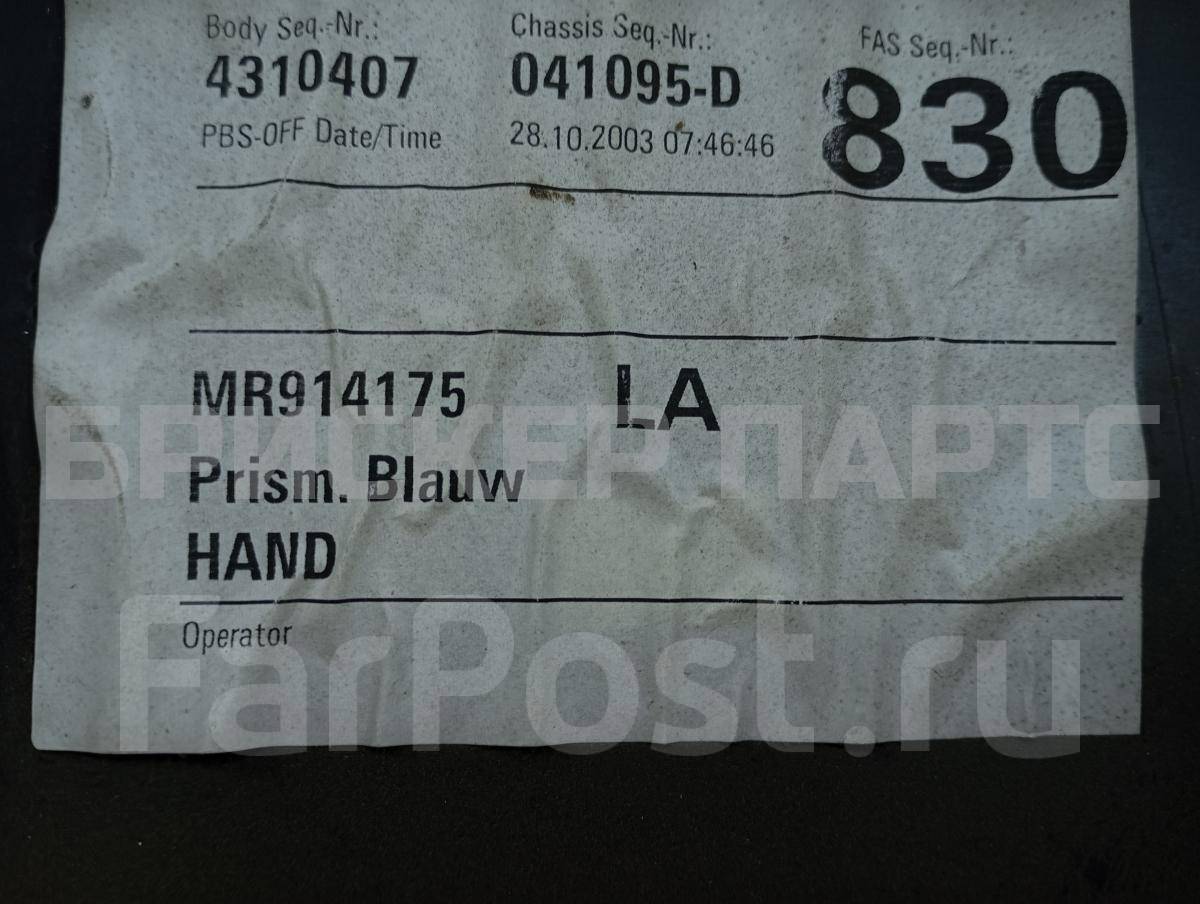 Body Seq.-Nr.: Chassis Seq.-Nr.: FAS Seq.-Nr.:
4310407 041095-D 830
PBS-OFF Date/Time 28.10.2003 07:46:46
MR914175 LA
БРИСКЕР ПАРТС
Prism. Blauw
HAND
Operator
FarPost.ru